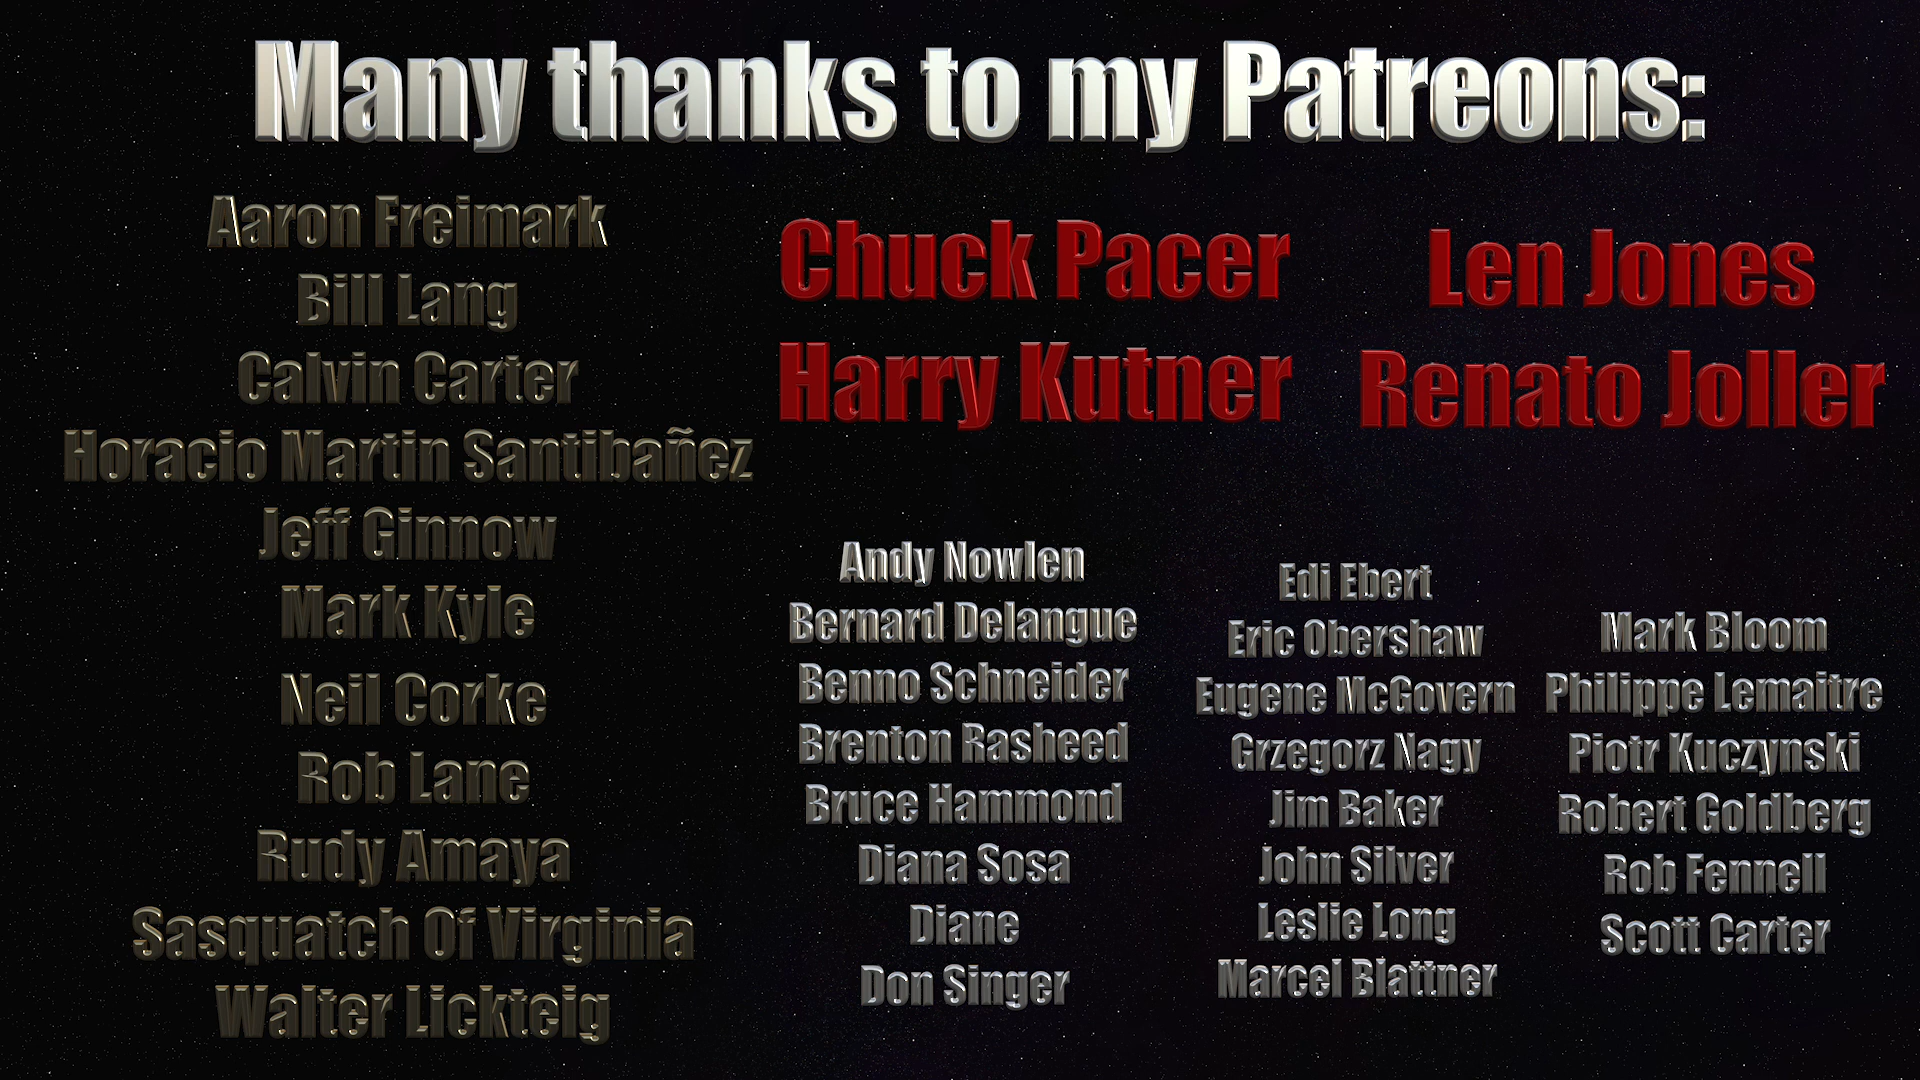 Many thanks to my Patreons:
Aaron Freimark
Bill Lang
Calvin Carter
Horacio Martin Santibañez
Jeff Ginnow
Mark Kyle
Neil Corke
Rob Lane
Rudy Amaya
Sasquatch Of Virginia
Walter Lickteig
Chuck Pacer
Harry Kutner
Len Jones
Renato Joller
Andy Nowlen
Bernard Delangue
Benno Schneider
Brenton Rasheed
Bruce Hammond
Diana Sosa
Diane
Don Singer
Edi Ebert
Eric Obershaw
Eugene McGovern
Grzegorz Nagy
Jim Baker
John Silver
Leslie Long
Marcel Blattner
Mark Bloom
Philippe Lemaitre
Piotr Kuczynski
Robert Goldberg
Rob Fennell
Scott Carter